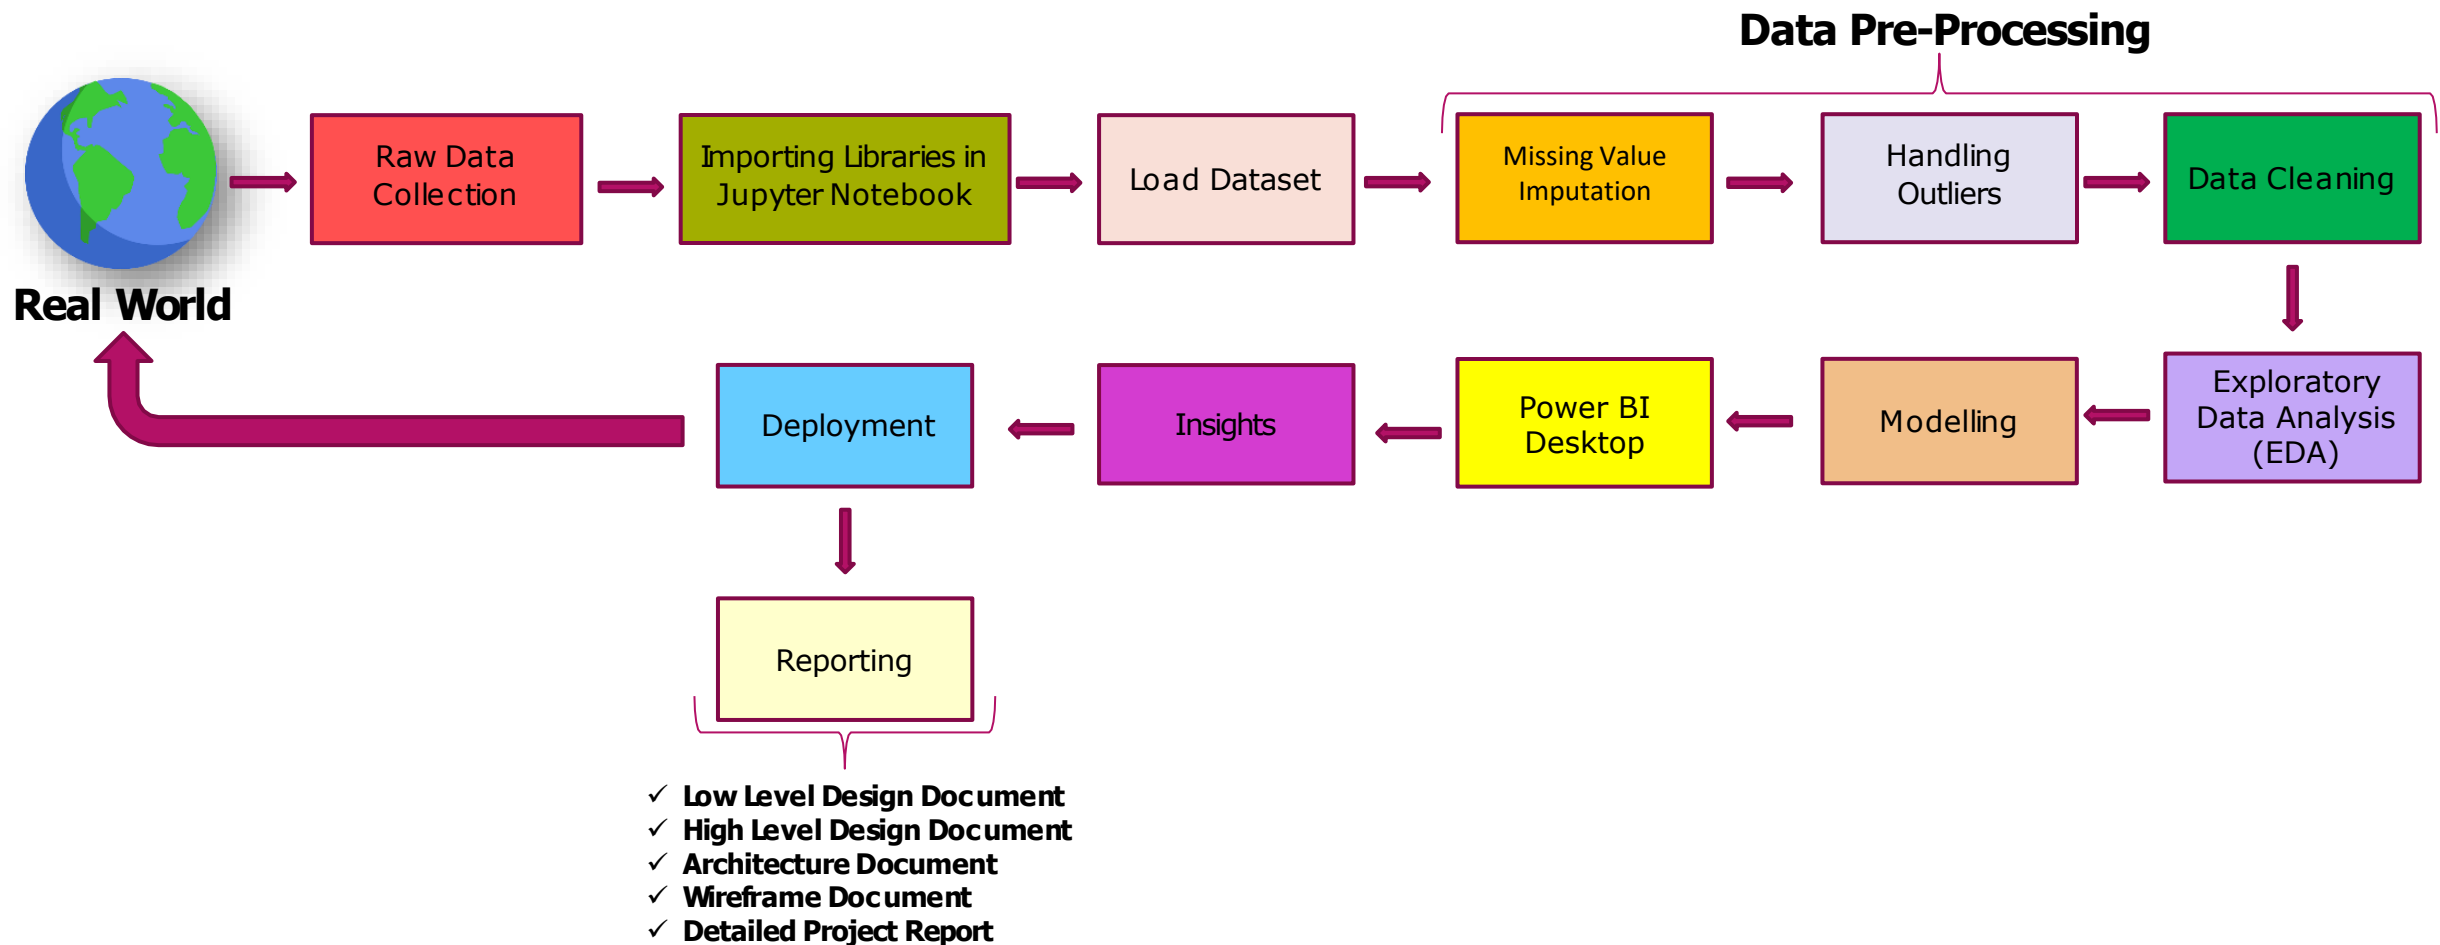 Data Pre-Processing
Raw Data
Collection
Importing Libraries in
Jupyter Notebook
Load Dataset
Missing Value
Imputation
Handling
Outliers
Data Cleaning
Real World
Deployment
Insights
Power BI
Desktop
Modelling
Exploratory
Data Analysis
(EDA)
Reporting
✓ Low Level Design Document
✓ High Level Design Document
✓ Architecture Document
✓ Wireframe Document
✓ Detailed Project Report